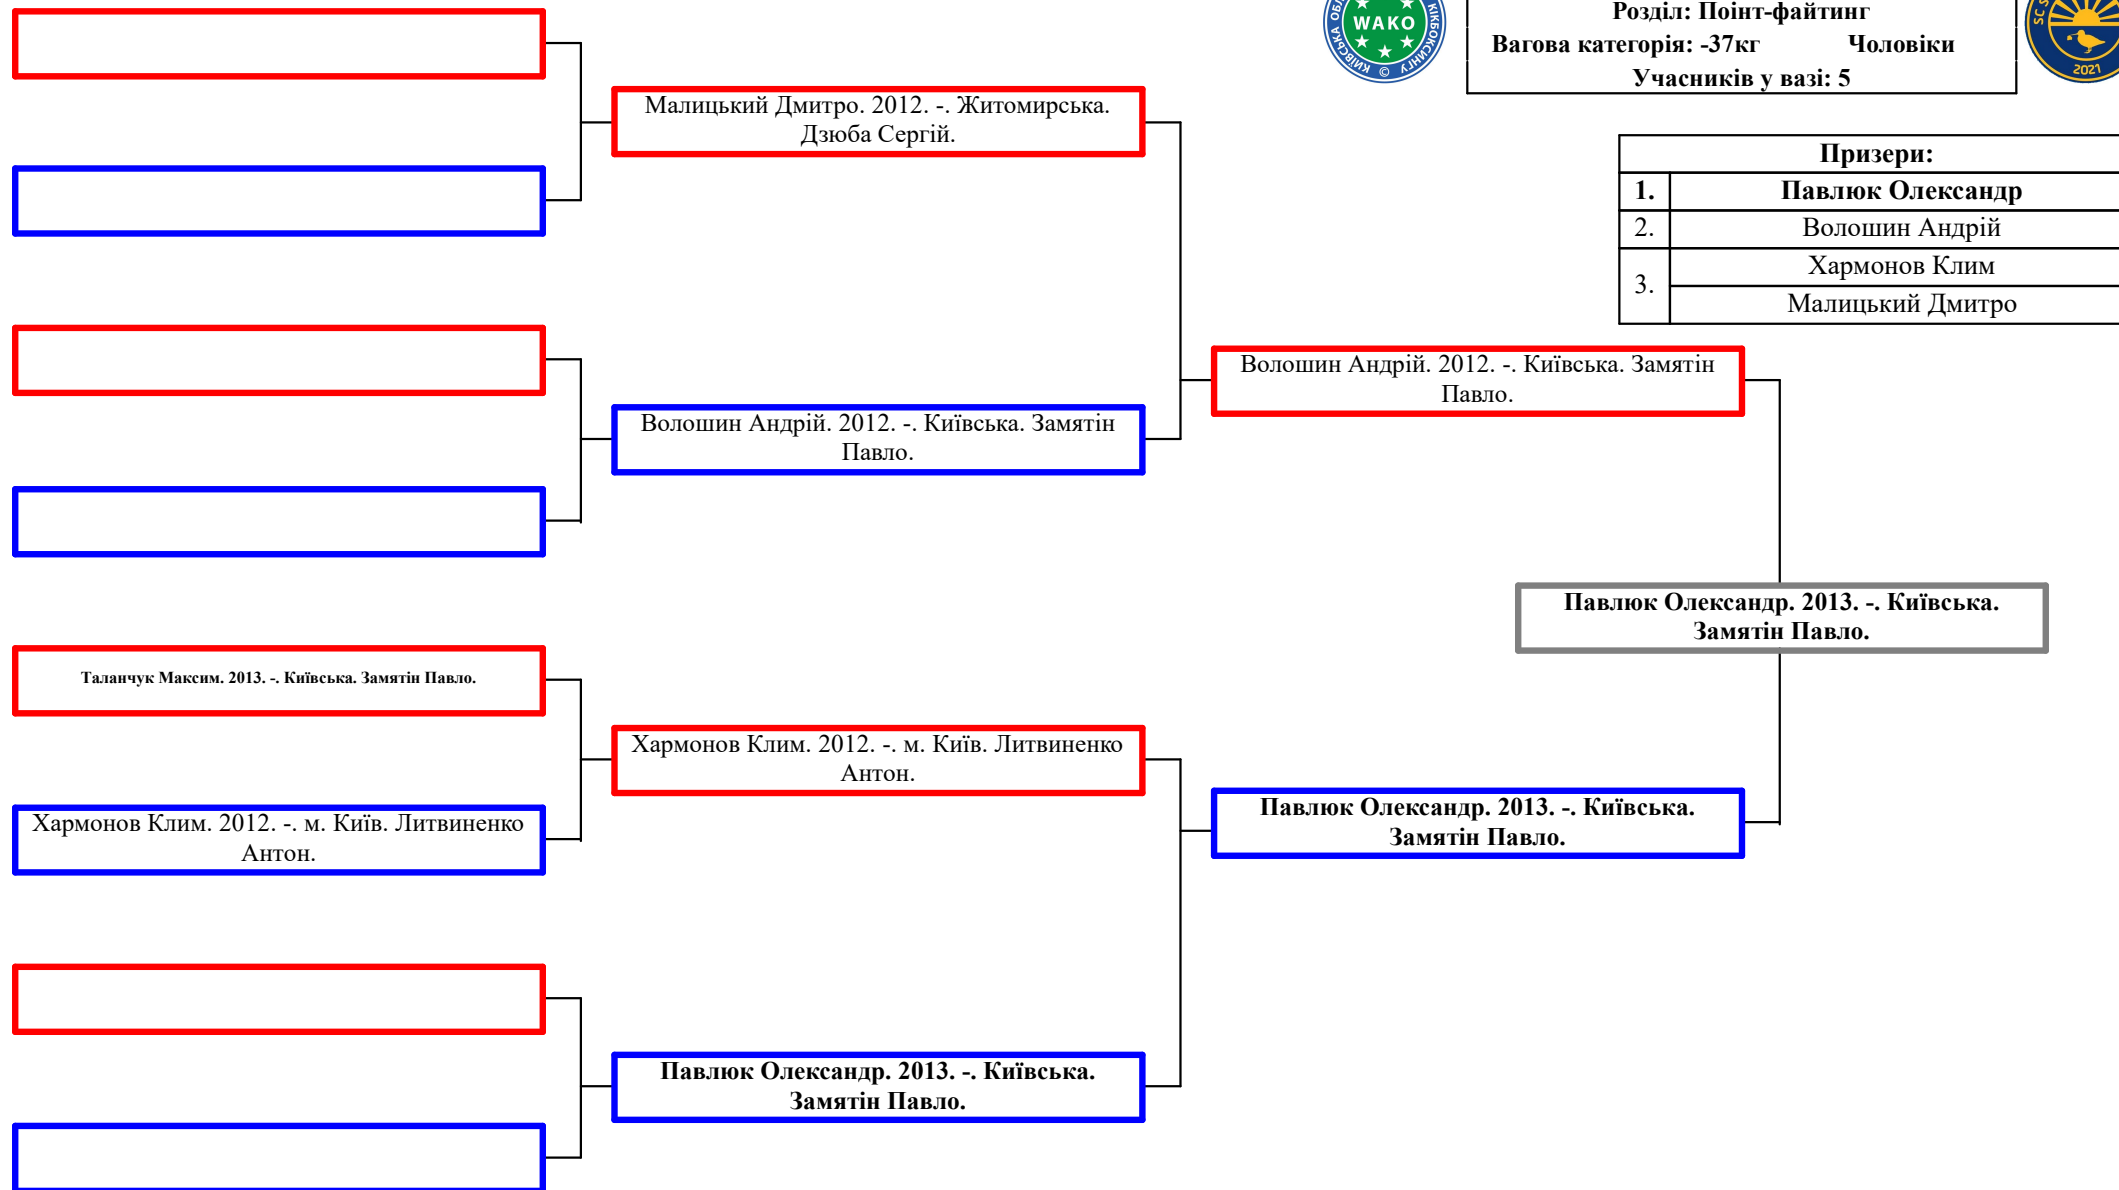 Розділ: Поінт-файтинг
Вагова категорія: -37кг Чоловіки
Учасників у вазі: 5
WAKO
КИЇВСЬКА ОБЛ
КІКБОКСИНГУ
©
SC S
2021
Призери:
1. Павлюк Олександр
2. Волошин Андрій
3. Хармонов Клим
Малицький Дмитро
Малицький Дмитро. 2012. -. Житомирська.
Дзюба Сергій.
Волошин Андрій. 2012. -. Київська. Замятін
Павло.
Волошин Андрій. 2012. -. Київська. Замятін
Павло.
Павлюк Олександр. 2013. -. Київська.
Замятін Павло.
Таланчук Максим. 2013. -. Київська. Замятін Павло.
Хармонов Клим. 2012. -. м. Київ. Литвиненко
Антон.
Хармонов Клим. 2012. -. м. Київ. Литвиненко
Антон.
Павлюк Олександр. 2013. -. Київська.
Замятін Павло.
Павлюк Олександр. 2013. -. Київська.
Замятін Павло.